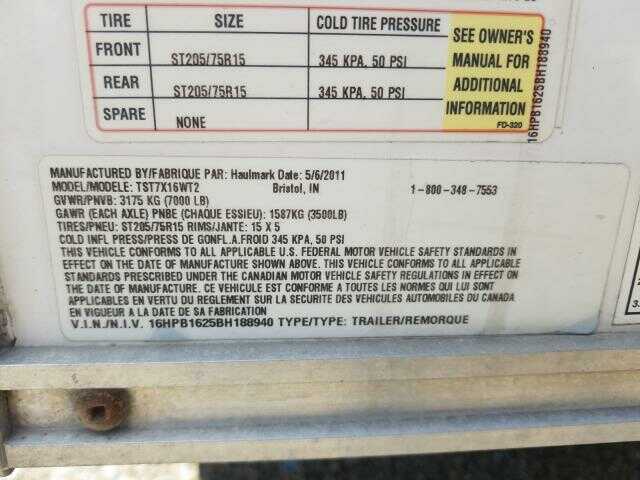 TIRE SIZE COLD TIRE PRESSURE
FRONT ST205/75R15 345 KPA, 50 PSI
REAR ST205/75R15 345 KPA, 50 PSI
SPARE NONE
SEE OWNER'S
MANUAL FOR
ADDITIONAL
INFORMATION
FD-320
16HPB1625BH188940
MANUFACTURED BY/FABRIQUE PAR: Haulmark Date: 5/6/2011
MODEL/MODELE: TST7X16WT2 Bristol, IN 1-800-348-7553
GVWR/PNVB: 3175 KG (7000 LB)
GAWR (EACH AXLE) PNBE (CHAQUE ESSIEU): 1587KG (3500LB)
TIRES/PNEU: ST205/75R15 RIMS/JANTE: 15 X 5
COLD INFL PRESS/PRESS DE GONFL.A.FROID 345 KPA, 50 PSI
THIS VEHICLE CONFORMS TO ALL APPLICABLE U.S. FEDERAL MOTOR VEHICLE SAFETY STANDARDS IN
EFFECT ON THE DATE OF MANUFACTURE SHOWN ABOVE. THIS VEHICLE CONFORMS TO ALL APPLICABLE
STANDARDS PRESCRIBED UNDER THE CANADIAN MOTOR VEHICLE SAFETY REGULATIONS IN EFFECT ON
THE DATE OF MANUFACTURE. CE VEHICULE EST CONFORME A TOUTES LES NORMES QUI LUI SONT
APPLICABLES EN VERTU DU REGLEMENT SUR LA SECURITE DES VEHICULES AUTOMOBILES DU CANADA
EN VIGUEUR A LA DATE DE SA FABRICATION
V.I.N./N.I.V. 16HPB1625BH188940 TYPE/TYPE: TRAILER/REMORQUE